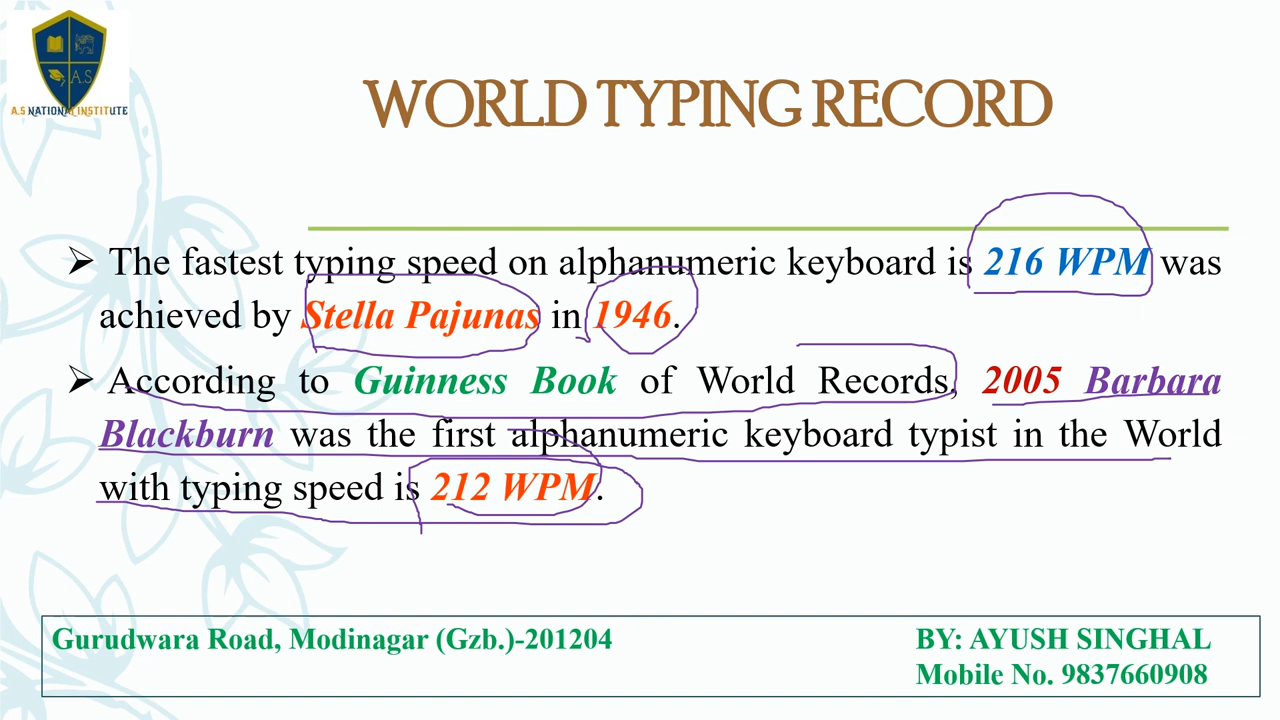 A.S
A.S NATIONAL INSTITUTE
WORLD TYPING RECORD
➢ The fastest typing speed on alphanumeric keyboard is 216 WPM was
achieved by Stella Pajunas in 1946.
➢ According to Guinness Book of World Records, 2005 Barbara
Blackburn was the first alphanumeric keyboard typist in the World
with typing speed is 212 WPM.
Gurudwara Road, Modinagar (Gzb.)-201204
BY: AYUSH SINGHAL
Mobile No. 9837660908